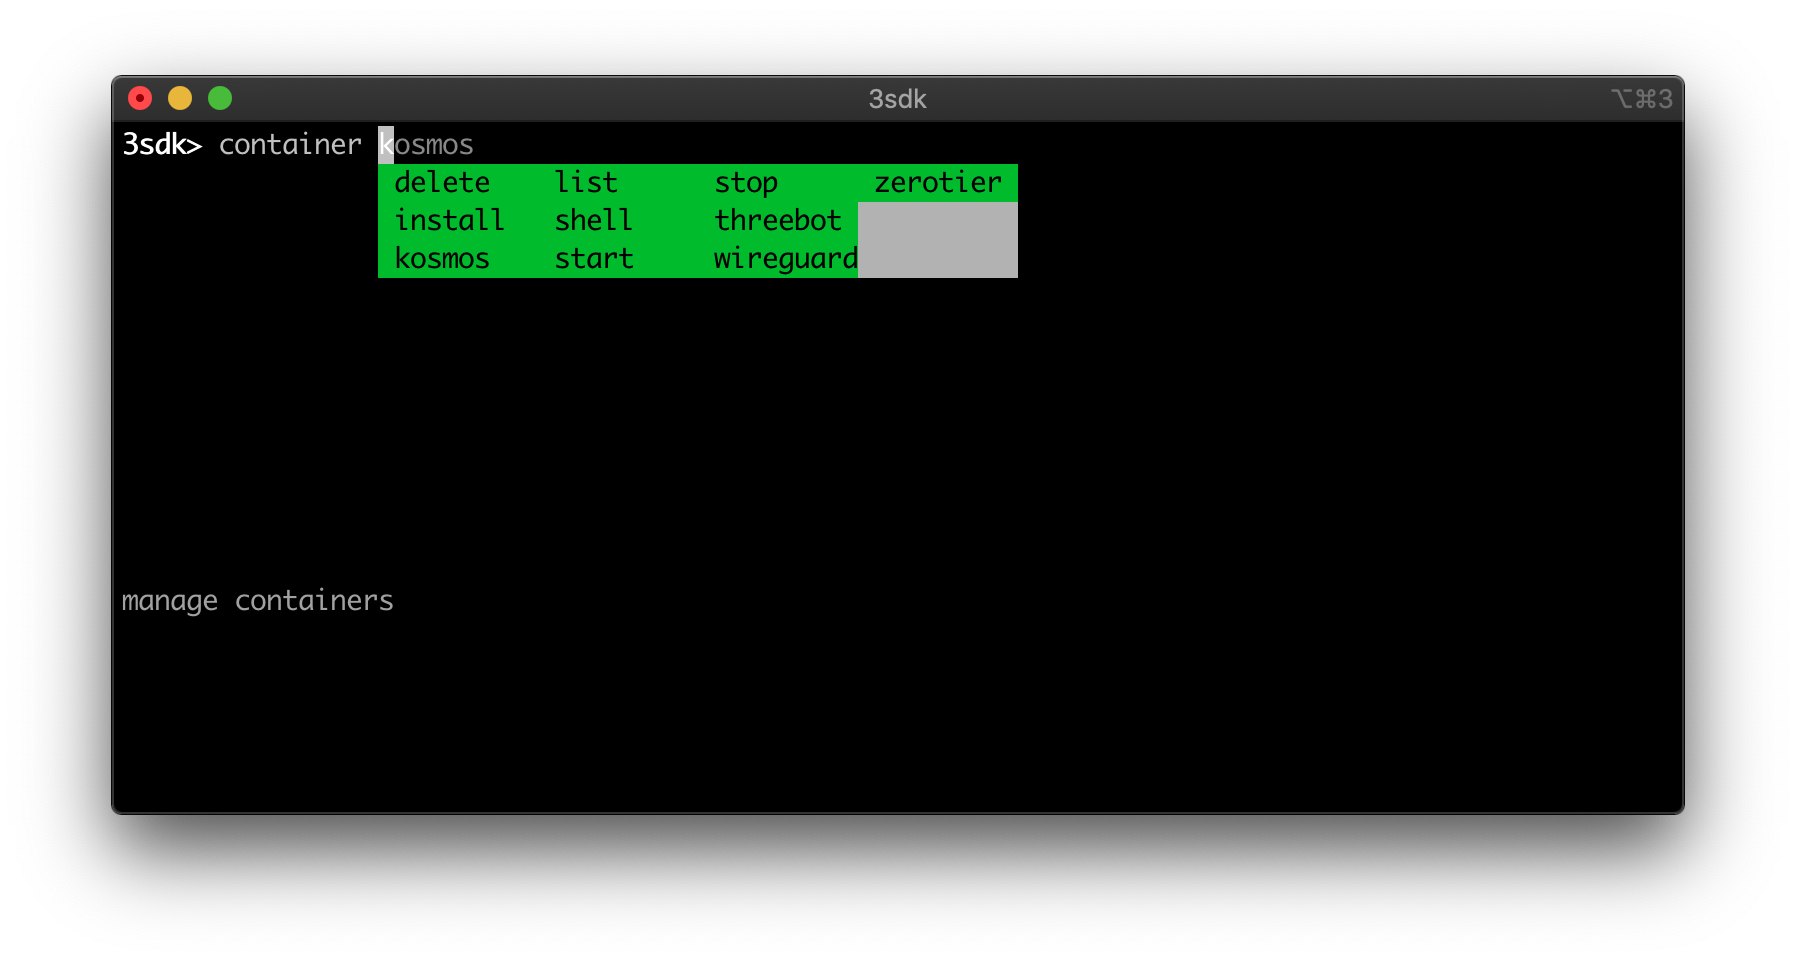 3sdk ⌥⌘3
3sdk> container kosmos
delete list stop zerotier
install shell threebot
kosmos start wireguard
manage containers